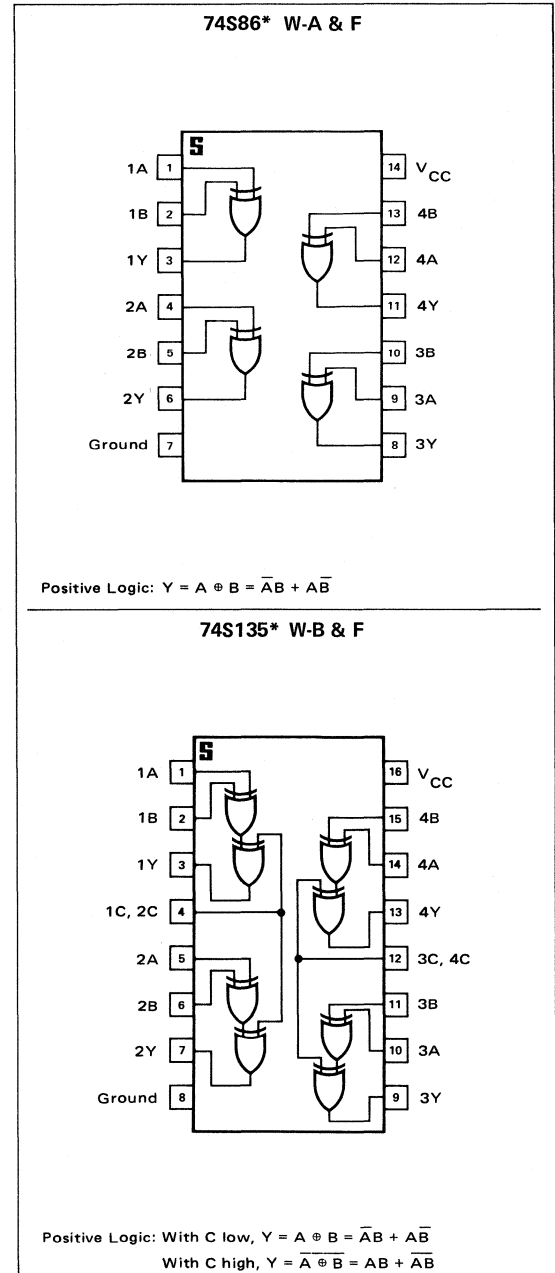 74S86* W-A & F
S
1A 1 14 V_CC
1B 2 13 4B
1Y 3 12 4A
2A 4 11 4Y
2B 5 10 3B
2Y 6 9 3A
Ground 7 8 3Y
Positive Logic: Y = A ⊕ B = A̅B + AB̅
74S135* W-B & F
S
1A 1 16 V_CC
1B 2 15 4B
1Y 3 14 4A
1C, 2C 4 13 4Y
2A 5 12 3C, 4C
2B 6 11 3B
2Y 7 10 3A
Ground 8 9 3Y
Positive Logic: With C low, Y = A ⊕ B = A̅B + AB̅
With C high, Y = A̅ ̅⊕̅ ̅B̅ = AB + A̅B̅